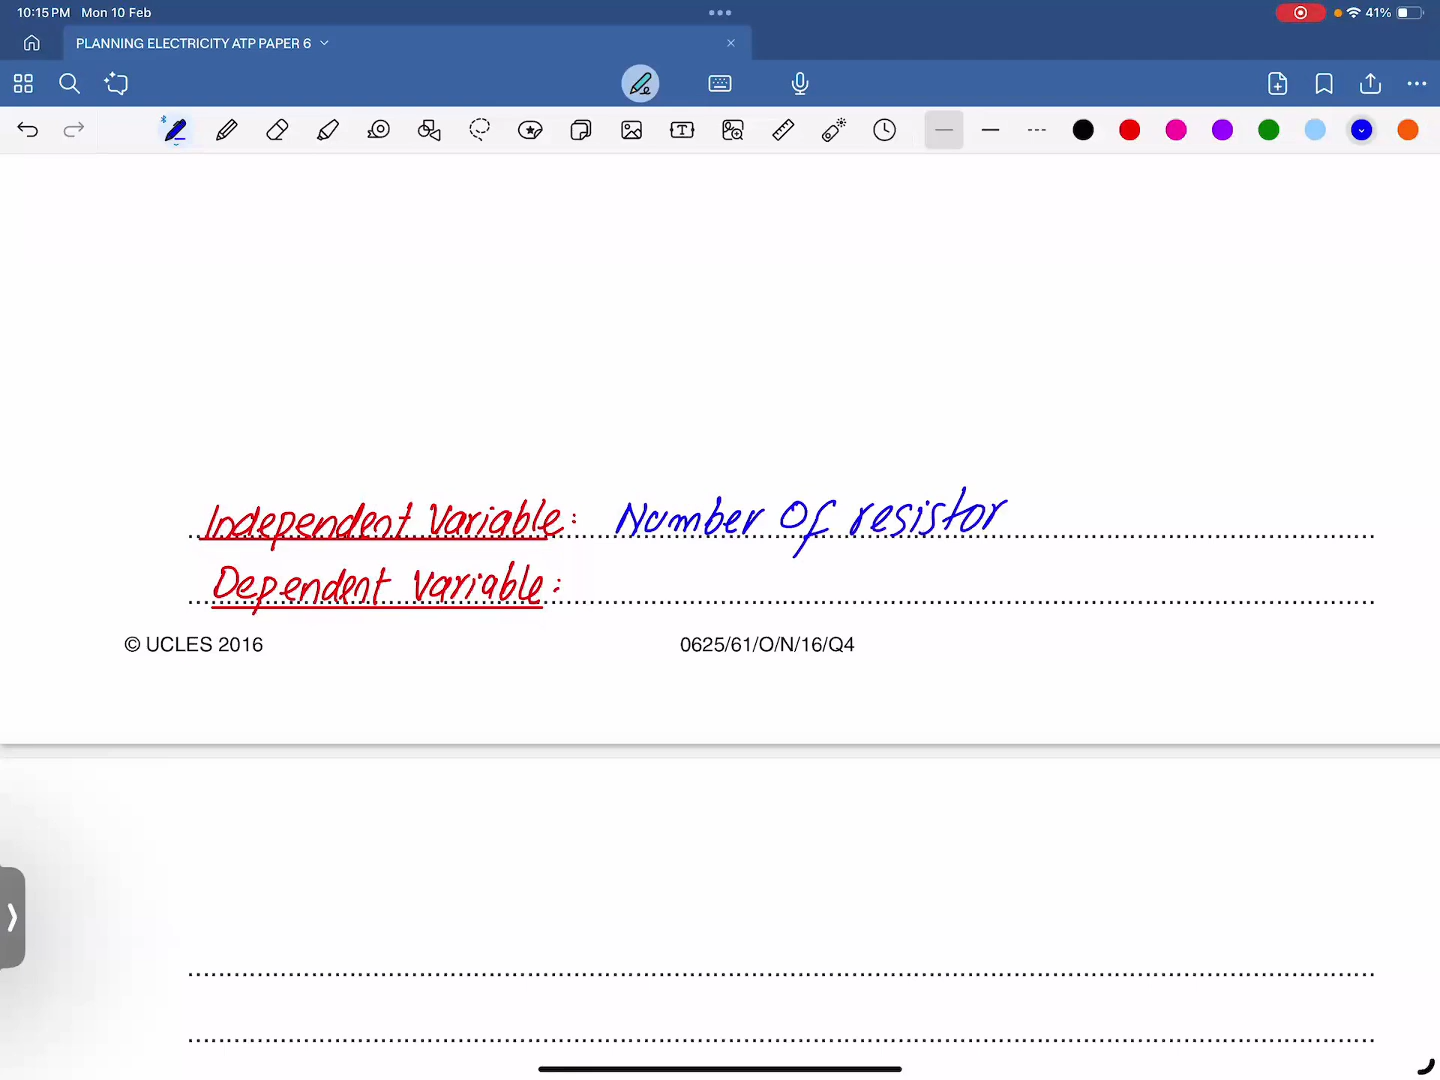 10:15 PM Mon 10 Feb
41%
PLANNING ELECTRICITY ATP PAPER 6
Independent Variable: Number Of resistor
Dependent Variable:
© UCLES 2016 0625/61/O/N/16/Q4